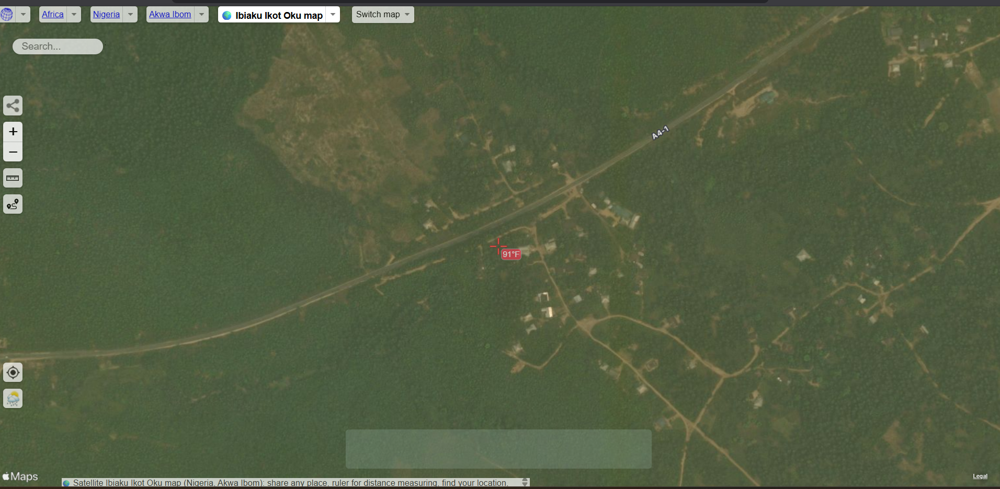 Africa
Nigeria
Akwa Ibom
Ibiaku Ikot Oku map
Switch map
Search...
A4-1
91°F
Maps
Legal
Satellite Ibiaku Ikot Oku map (Nigeria, Akwa Ibom): share any place, ruler for distance measuring, find your location,